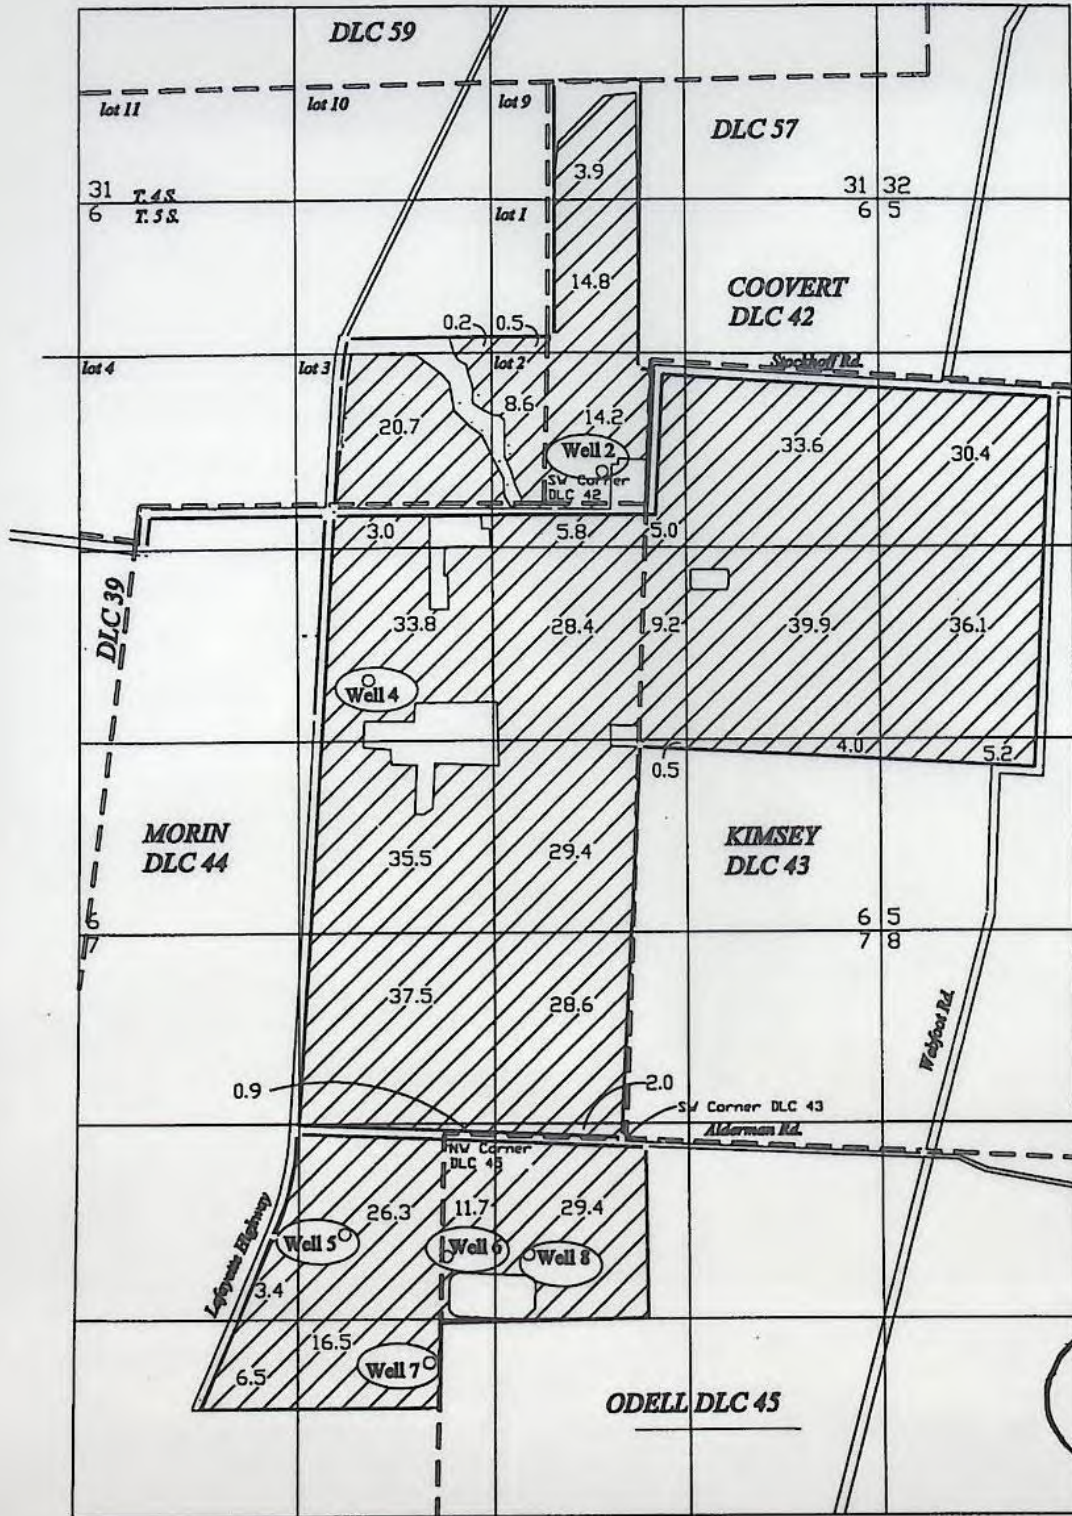 DLC 59
lot 11
lot 10
lot 9
DLC 57
3.9
31 T. 4 S.
6 T. 5 S.
31 32
6 5
lot 1
14.8
COOVERT
DLC 42
0.2 0.5
lot 4
lot 3
lot 2
Stockhoff Rd.
8.6
20.7
14.2
33.6
30.4
Well 2
SW Corner
DLC 42
3.0
5.8
5.0
DLC 39
33.8
28.4
9.2
39.9
36.1
Well 4
4.0
0.5
5.2
MORIN
DLC 44
KIMSEY
DLC 43
35.5
29.4
6
7
6 5
7 8
37.5
28.6
Webfoot Rd.
0.9
2.0
SW Corner DLC 43
Alderman Rd.
NW Corner
DLC 45
26.3
11.7
29.4
Lafayette Highway
Well 5
Well 6
Well 8
3.4
16.5
Well 7
6.5
ODELL DLC 45